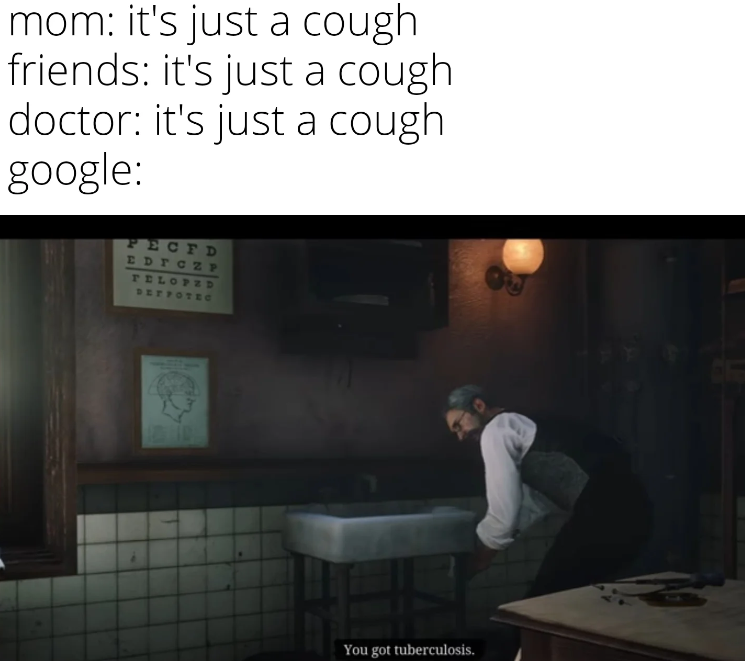 mom: it's just a cough
friends: it's just a cough
doctor: it's just a cough
google:
P E C F D
E D F C Z P
F E L O P Z D
D E F P O T E C
You got tuberculosis.